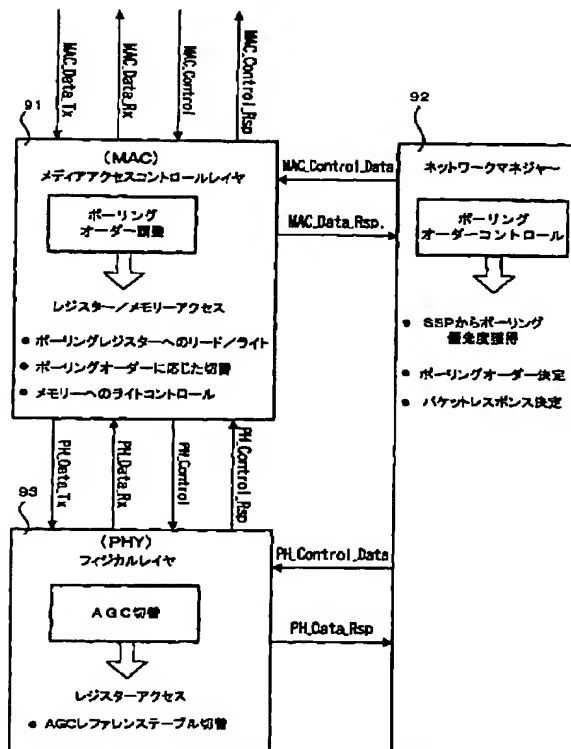 MAC_Data_Tx
MAC_Data_Rx
MAC_Control
MAC_Control_Rsp
91
(MAC)
メディアアクセスコントロールレイヤ
ポーリング
オーダー調整
レジスター/メモリーアクセス
● ポーリングレジスターへのリード/ライト
● ポーリングオーダーに応じた切替
● メモリーへのライトコントロール
MAC_Control_Data
MAC_Data_Rsp.
92
ネットワークマネジャー
ポーリング
オーダーコントロール
● SSPからポーリング
優先度獲得
● ポーリングオーダー決定
● パケットレスポンス決定
PH_Data_Tx
PH_Data_Rx
PH_Control
PH_Control_Rsp
93
(PHY)
フィジカルレイヤ
AGC切替
レジスターアクセス
● AGCレファレンステーブル切替
PH_Control_Data
PH_Data_Rsp